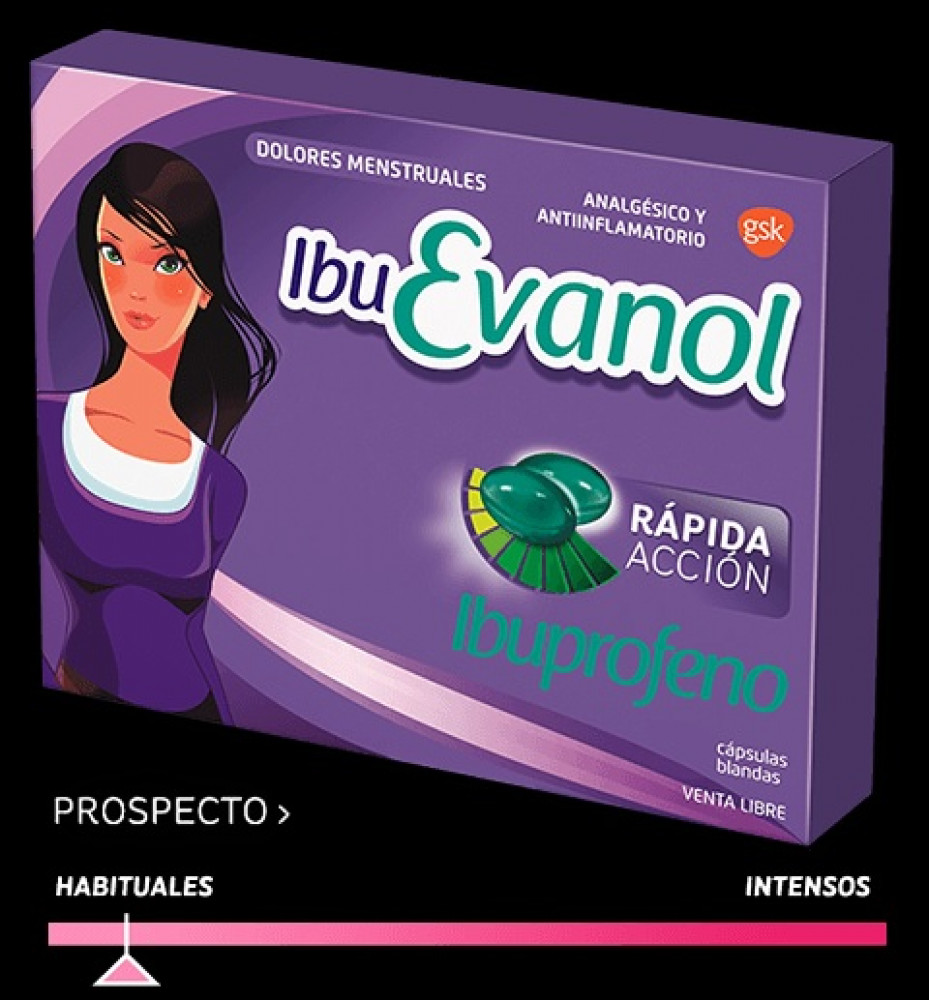 DOLORES MENSTRUALES
ANALGÉSICO Y
ANTIINFLAMATORIO
gsk
IbuEvanol
RÁPIDA
ACCIÓN
Ibuprofeno
cápsulas
blandas
VENTA LIBRE
PROSPECTO >
HABITUALES
INTENSOS